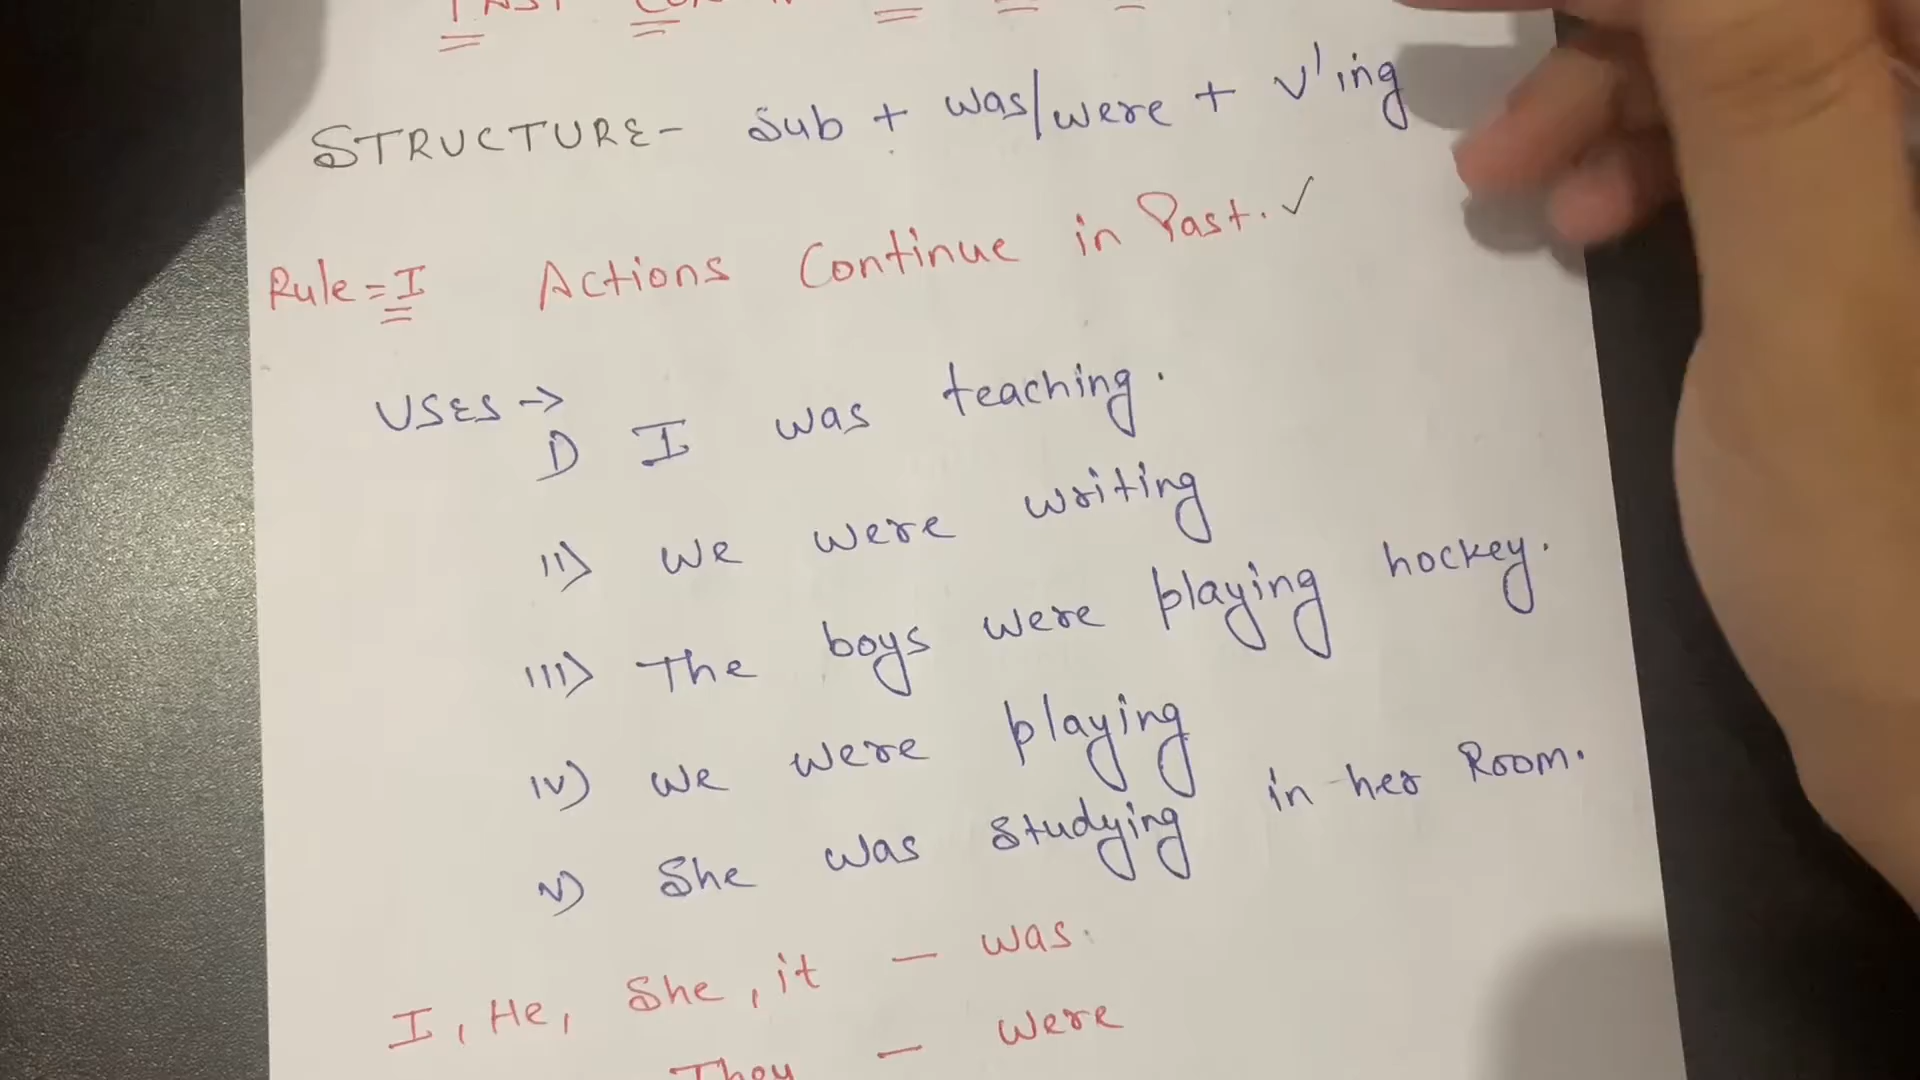 STRUCTURE- Sub + was/were + V'ing
Rule=I Actions Continue in Past. ✓
USES →
I) I was teaching.
II) We were writing
III) The boys were playing hockey.
IV) We were playing
V) She was studying in her Room.
I, He, She, it - was.
They - were